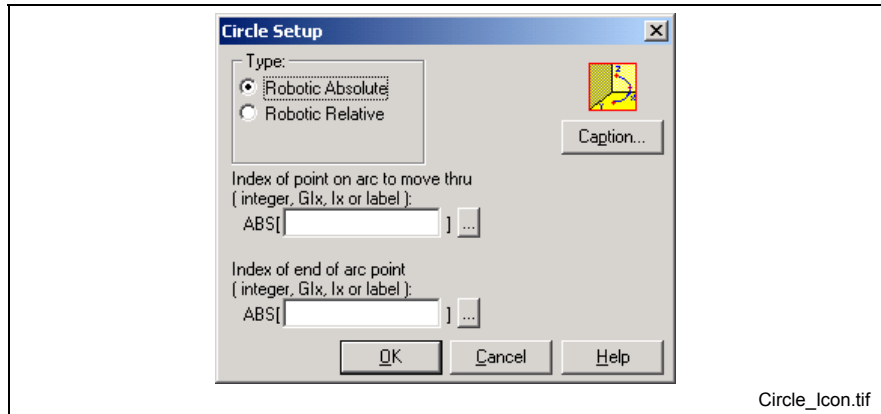 Circle Setup
Type:
Robotic Absolute
Robotic Relative
Caption...
Index of point on arc to move thru
( integer, GIx, Ix or label ):
ABS[ ] ...
Index of end of arc point
( integer, GIx, Ix or label ):
ABS[ ] ...
OK Cancel Help
Circle_Icon.tif